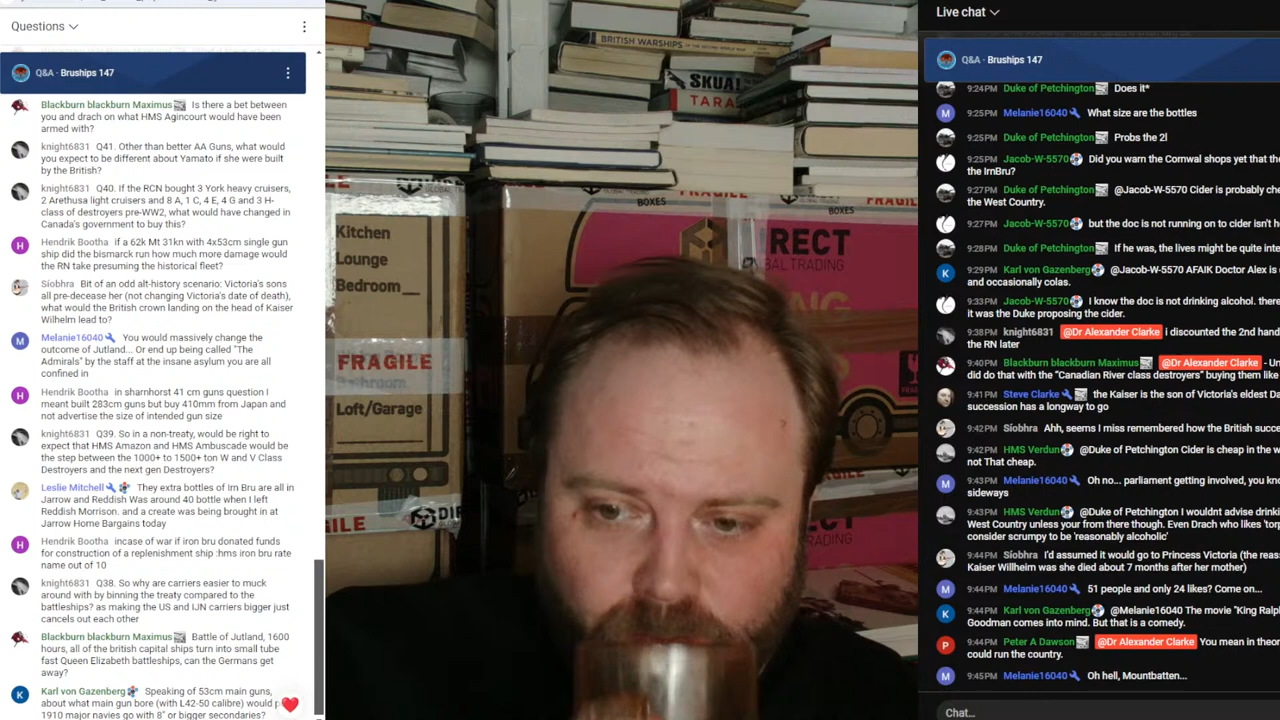 Questions
Q&A · Bruships 147
Blackburn blackburn Maximus Is there a bet between
you and drach on what HMS Agincourt would have been
armed with?
knight6831 Q41. Other than better AA Guns, what would
you expect to be different about Yamato if she were built
by the British?
knight6831 Q40. If the RCN bought 3 York heavy cruisers,
2 Arethusa light cruisers and 8 A, 1 C, 4 E, 4 G and 3 H-
class of destroyers pre-WW2, what would have changed in
Canada's government to buy this?
Hendrik Bootha if a 62k Mt 31kn with 4x53cm single gun
ship did the bismarck run how much more damage would
the RN take presuming the historical fleet?
Síobhra Bit of an odd alt-history scenario: Victoria's sons
all pre-decease her (not changing Victoria's date of death),
what would the British crown landing on the head of Kaiser
Wilhelm lead to?
Melanie16040 You would massively change the
outcome of Jutland... Or end up being called "The
Admirals" by the staff at the insane asylum you are all
confined in
Hendrik Bootha in sharnhorst 41 cm guns question I
meant built 283cm guns but buy 410mm from Japan and
not advertise the size of intended gun size
knight6831 Q39. So in a non-treaty, would be right to
expect that HMS Amazon and HMS Ambuscade would be
the step between the 1000+ to 1500+ ton W and V Class
Destroyers and the next gen Destroyers?
Leslie Mitchell They extra bottles of Irn Bru are all in
Jarrow and Reddish Was around 40 bottle when I left
Reddish Morrison. and a create was being brought in at
Jarrow Home Bargains today
Hendrik Bootha incase of war if iron bru donated funds
for construction of a replenishment ship :hms iron bru rate
name out of 10
knight6831 Q38. So why are carriers easier to muck
around with by binning the treaty compared to the
battleships? as making the US and IJN carriers bigger just
cancels out each other
Blackburn blackburn Maximus Battle of Jutland, 1600
hours, all of the british capital ships turn into small tube
fast Queen Elizabeth battleships, can the Germans get
away?
Karl von Gazenberg Speaking of 53cm main guns,
about what main gun bore (with L42-50 calibre) would
1910 major navies go with 8" or bigger secondaries?
BRITISH WARSHIPS
SKUA!
TARA
FRAGILE
BOXES
BOXES
Kitchen
Lounge
Bedroom
FRAGILE
Bathroom
Loft/Garage
RECT
BAL TRADING
FRAGILE
Live chat
Q&A · Bruships 147
9:24PM Duke of Petchington Does it*
9:25PM Melanie16040 What size are the bottles
9:25PM Duke of Petchington Probs the 2l
9:25PM Jacob-W-5570 Did you warn the Cornwal shops yet that the
the IrnBru?
9:27PM Duke of Petchington @Jacob-W-5570 Cider is probably che
the West Country.
9:27PM Jacob-W-5570 but the doc is not running on to cider isn't he
9:28PM Duke of Petchington If he was, the lives might be quite inte
9:29PM Karl von Gazenberg @Jacob-W-5570 AFAIK Doctor Alex is
and occasionally colas.
9:33PM Jacob-W-5570 I know the doc is not drinking alcohol. there
it was the Duke proposing the cider.
9:38PM knight6831 @Dr Alexander Clarke i discounted the 2nd hand
the RN later
9:40PM Blackburn blackburn Maximus @Dr Alexander Clarke - Un
did do that with the "Canadian River class destroyers" buying them like
9:41PM Steve Clarke the Kaiser is the son of Victoria's eldest Da
succession has a longway to go
9:42PM Síobhra Ahh, seems I miss remembered how the British succe
9:42PM HMS Verdun @Duke of Petchington Cider is cheap in the w
not That cheap.
9:43PM Melanie16040 Oh no... parliament getting involved, you kno
sideways
9:43PM HMS Verdun @Duke of Petchington I wouldnt advise drink
West Country unless your from there though. Even Drach who likes 'torp
consider scrumpy to be 'reasonably alcoholic'
9:44PM Síobhra I'd assumed it would go to Princess Victoria (the reas
Kaiser Willheim was she died about 7 months after her mother)
9:44PM Melanie16040 51 people and only 24 likes? Come on...
9:44PM Karl von Gazenberg @Melanie16040 The movie "King Ralp
Goodman comes into mind. But that is a comedy.
9:44PM Peter A Dawson @Dr Alexander Clarke You mean in theor
could run the country.
9:45PM Melanie16040 Oh hell, Mountbatten...
Chat...